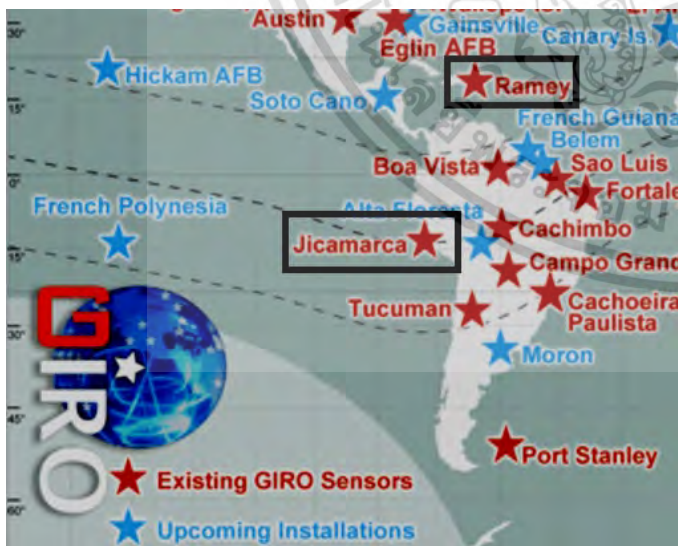 30°
Austin
Eglin AFB
Gainsville
Canary Is.
Hickam AFB
Soto Cano
Ramey
15°
French Guiana
Belem
Boa Vista
Sao Luis
0°
Fortale
French Polynesia
Alta Floresta
Cachimbo
Jicamarca
15°
Campo Grand
Tucuman
Cachoeira
Paulista
30°
Moron
GIRO
45°
Port Stanley
Existing GIRO Sensors
60°
Upcoming Installations